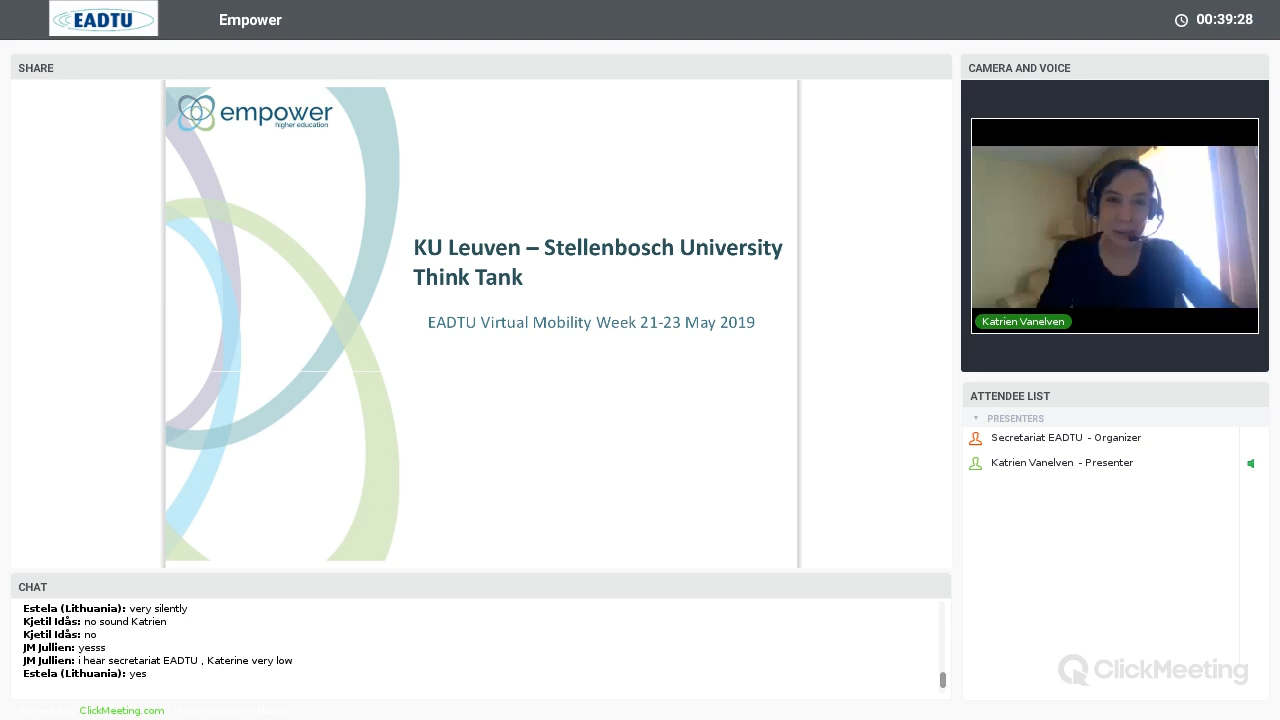 EADTU
Empower
00:39:28
SHARE
CAMERA AND VOICE
empower
higher education
KU Leuven – Stellenbosch University
Think Tank
EADTU Virtual Mobility Week 21-23 May 2019
Katrien Vanelven
ATTENDEE LIST
PRESENTERS
Secretariat EADTU - Organizer
Katrien Vanelven - Presenter
CHAT
Estela (Lithuania): very silently
Kjetil Idås: no sound Katrien
Kjetil Idås: no
JM Jullien: yesss
JM Jullien: i hear secretariat EADTU , Katerine very low
Estela (Lithuania): yes
ClickMeeting
ClickMeeting.com